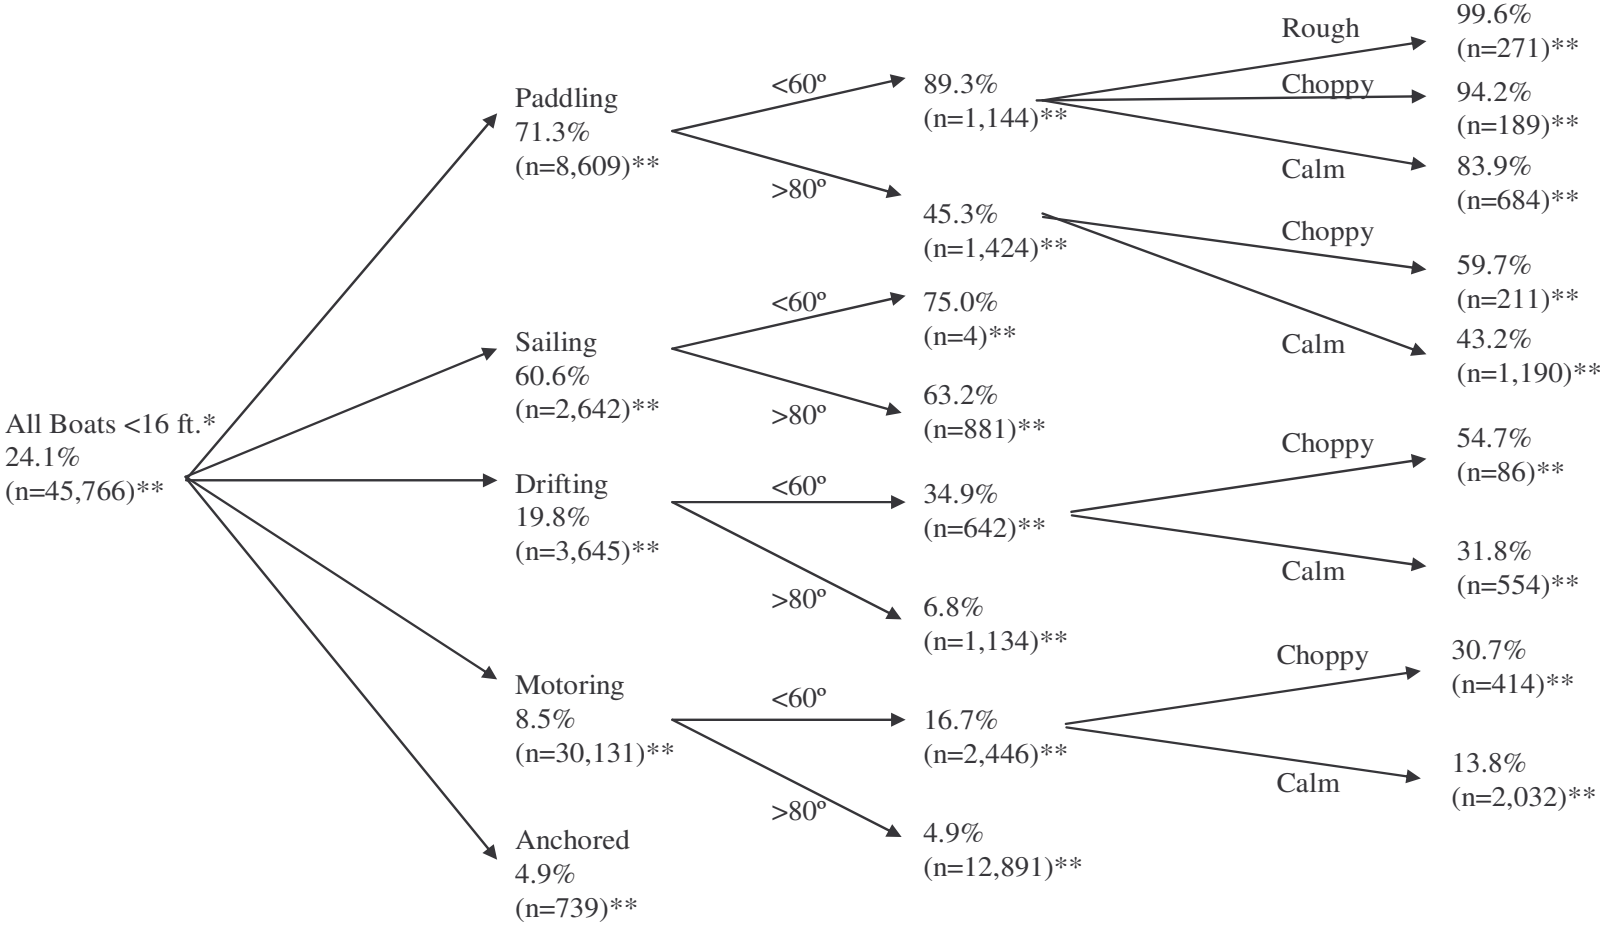 All Boats <16 ft.*
24.1%
(n=45,766)**
Paddling
71.3%
(n=8,609)**
<60º
89.3%
(n=1,144)**
Rough
99.6%
(n=271)**
Choppy
94.2%
(n=189)**
Calm
83.9%
(n=684)**
>80º
45.3%
(n=1,424)**
Choppy
59.7%
(n=211)**
Calm
43.2%
(n=1,190)**
Sailing
60.6%
(n=2,642)**
<60º
75.0%
(n=4)**
>80º
63.2%
(n=881)**
Drifting
19.8%
(n=3,645)**
<60º
34.9%
(n=642)**
Choppy
54.7%
(n=86)**
Calm
31.8%
(n=554)**
>80º
6.8%
(n=1,134)**
Motoring
8.5%
(n=30,131)**
<60º
16.7%
(n=2,446)**
Choppy
30.7%
(n=414)**
Calm
13.8%
(n=2,032)**
>80º
4.9%
(n=12,891)**
Anchored
4.9%
(n=739)**